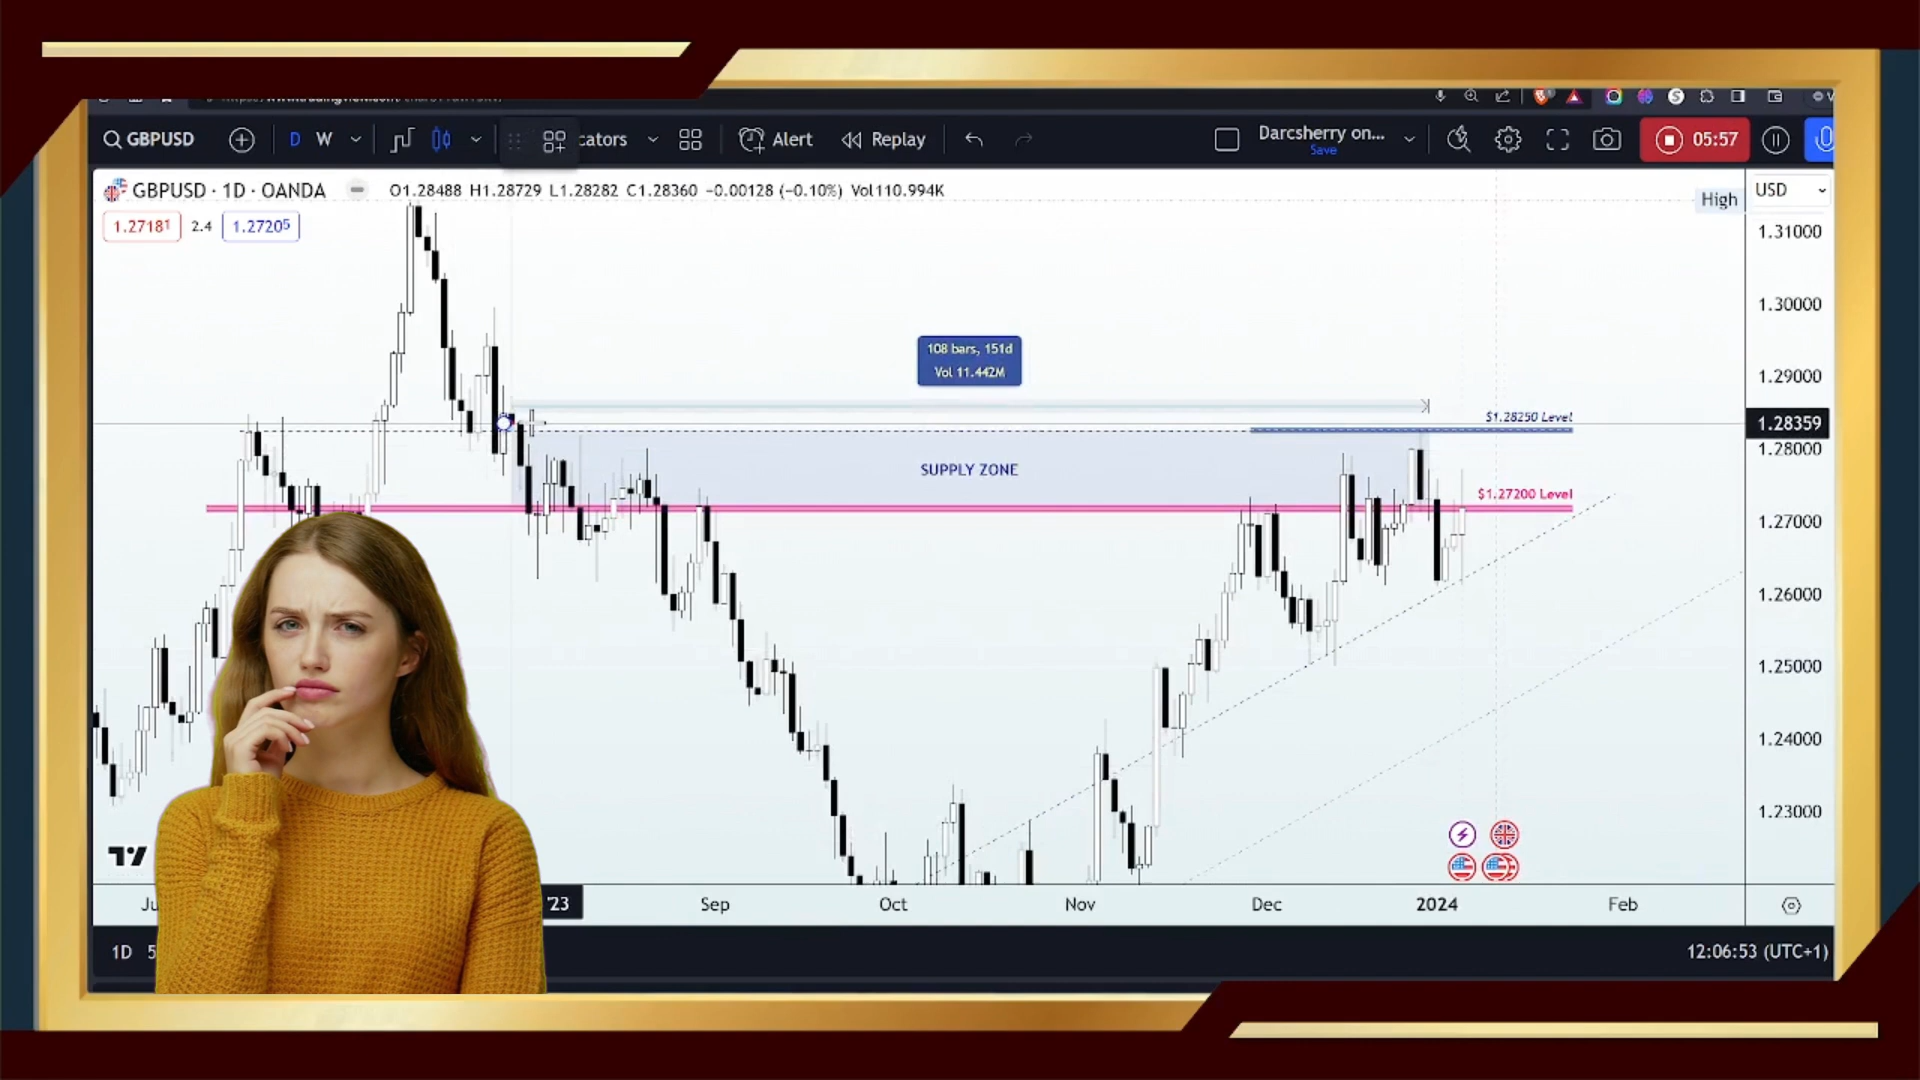 GBPUSD
D W
cators
Alert
Replay
Darcsherry on...
Save
05:57
GBPUSD · 1D · OANDA
O1.28488 H1.28729 L1.28282 C1.28360 −0.00128 (−0.10%) Vol110.994K
High
USD
1.27181
2.4
1.27205
1.31000
1.30000
1.29000
108 bars, 151d
Vol 11.442M
$1.28250 Level
1.28359
1.28000
SUPPLY ZONE
$1.27200 Level
1.27000
1.26000
1.25000
1.24000
1.23000
'23
Sep
Oct
Nov
Dec
2024
Feb
1D
12:06:53 (UTC+1)